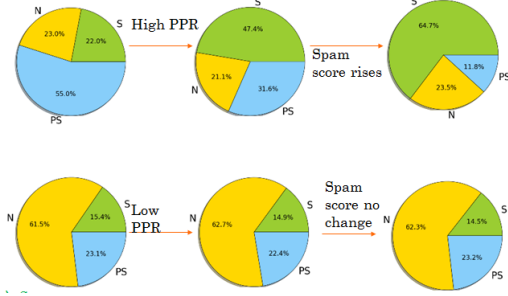 N
S
23.0%
22.0%
55.0%
PS
High PPR
S
47.4%
21.1%
31.6%
N
PS
Spam
score rises
S
64.7%
11.8%
23.5%
PS
N
N
S
61.5%
15.4%
23.1%
PS
Low
PPR
N
S
62.7%
14.9%
22.4%
PS
Spam
score no
change
N
S
62.3%
14.5%
23.2%
PS